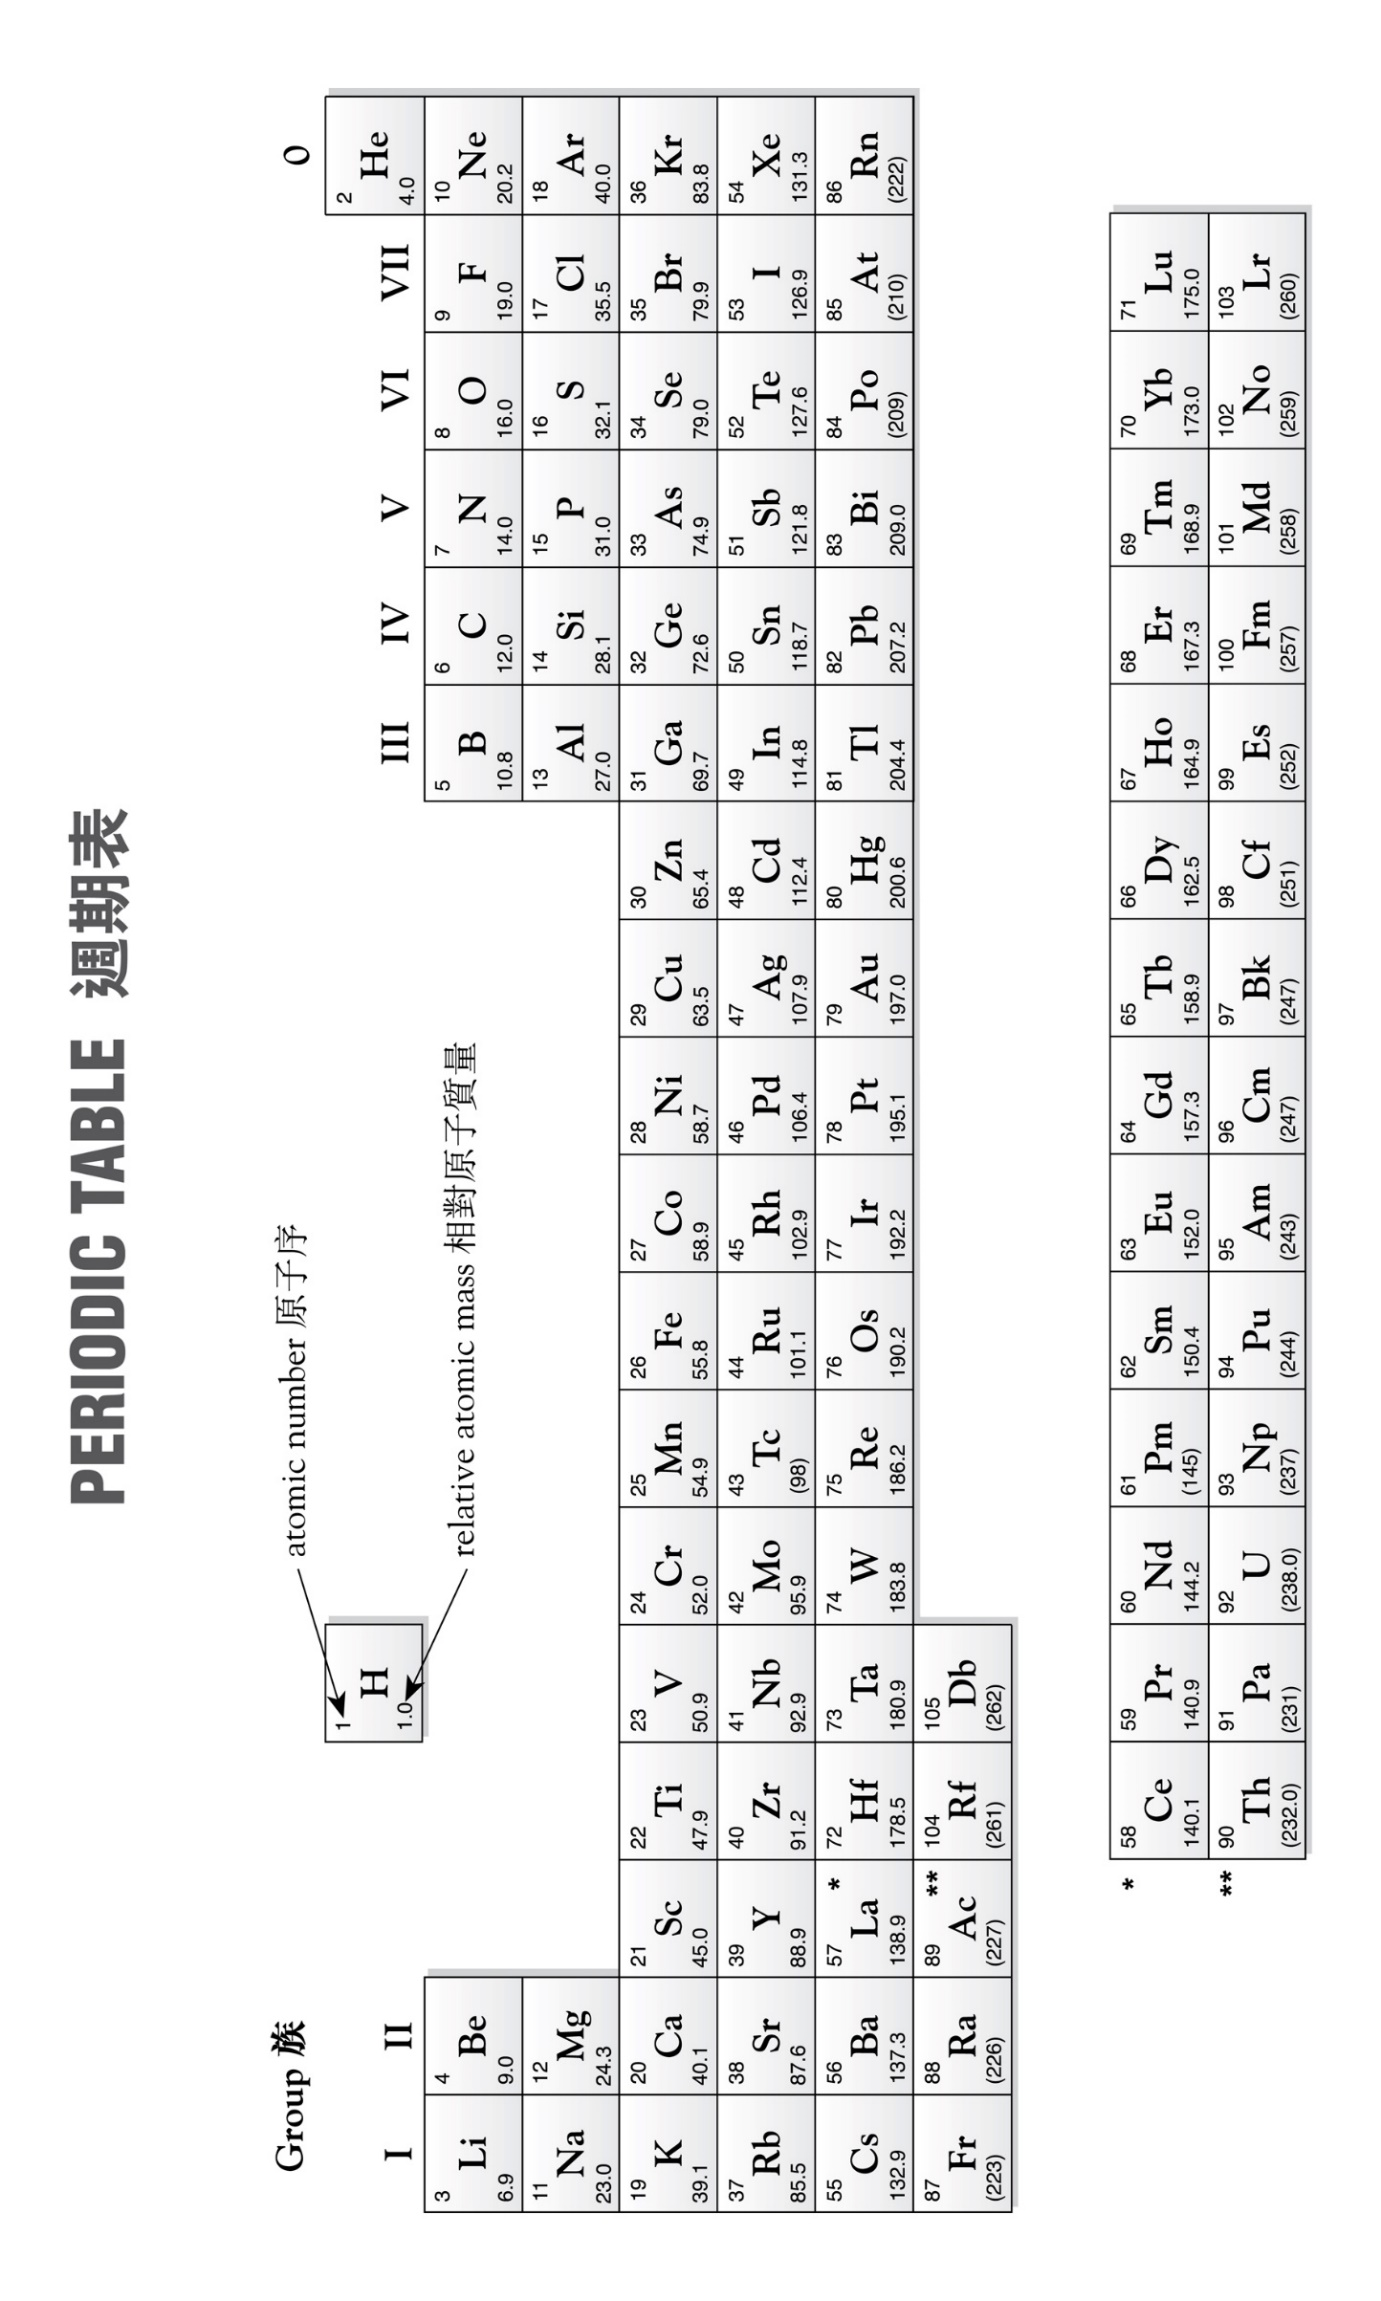 PERIODIC TABLE 週期表
Group 族
atomic number 原子序
relative atomic mass 相對原子質量
I II III IV V VI VII O
1 H 1.0
2 He 4.0
3 Li 6.9
4 Be 9.0
5 B 10.8
6 C 12.0
7 N 14.0
8 O 16.0
9 F 19.0
10 Ne 20.2
11 Na 23.0
12 Mg 24.3
13 Al 27.0
14 Si 28.1
15 P 31.0
16 S 32.1
17 Cl 35.5
18 Ar 40.0
19 K 39.1
20 Ca 40.1
21 Sc 45.0
22 Ti 47.9
23 V 50.9
24 Cr 52.0
25 Mn 54.9
26 Fe 55.8
27 Co 58.9
28 Ni 58.7
29 Cu 63.5
30 Zn 65.4
31 Ga 69.7
32 Ge 72.6
33 As 74.9
34 Se 79.0
35 Br 79.9
36 Kr 83.8
37 Rb 85.5
38 Sr 87.6
39 Y 88.9
40 Zr 91.2
41 Nb 92.9
42 Mo 95.9
43 Tc (98)
44 Ru 101.1
45 Rh 102.9
46 Pd 106.4
47 Ag 107.9
48 Cd 112.4
49 In 114.8
50 Sn 118.7
51 Sb 121.8
52 Te 127.6
53 I 126.9
54 Xe 131.3
55 Cs 132.9
56 Ba 137.3
57 * La 138.9
72 Hf 178.5
73 Ta 180.9
74 W 183.8
75 Re 186.2
76 Os 190.2
77 Ir 192.2
78 Pt 195.1
79 Au 197.0
80 Hg 200.6
81 Tl 204.4
82 Pb 207.2
83 Bi 209.0
84 Po (209)
85 At (210)
86 Rn (222)
87 Fr (223)
88 Ra (226)
89 ** Ac (227)
104 Rf (261)
105 Db (262)
*
58 Ce 140.1
59 Pr 140.9
60 Nd 144.2
61 Pm (145)
62 Sm 150.4
63 Eu 152.0
64 Gd 157.3
65 Tb 158.9
66 Dy 162.5
67 Ho 164.9
68 Er 167.3
69 Tm 168.9
70 Yb 173.0
71 Lu 175.0
**
90 Th (232.0)
91 Pa (231)
92 U (238.0)
93 Np (237)
94 Pu (244)
95 Am (243)
96 Cm (247)
97 Bk (247)
98 Cf (251)
99 Es (252)
100 Fm (257)
101 Md (258)
102 No (259)
103 Lr (260)